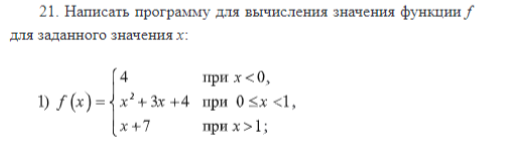 21. Написать программу для вычисления значения функции f
для заданного значения x:
4 при x < 0,
1) f (x) = { x² + 3x + 4 при 0 ≤ x < 1,
x + 7 при x > 1;